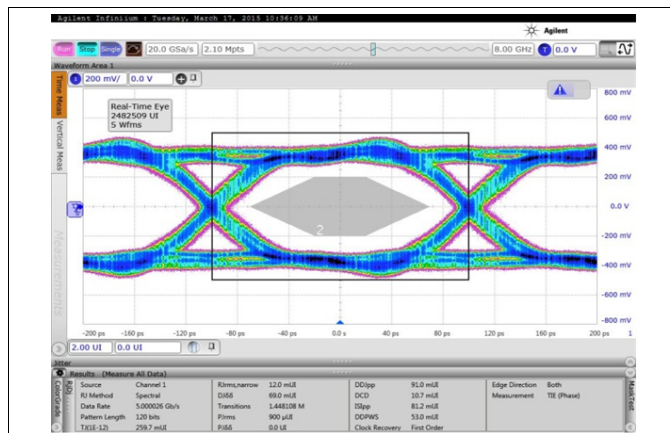 Agilent Infiniium : Tuesday, March 17, 2015 10:36:09 AM
Agilent
Run Stop Single 20.0 GSa/s 2.10 Mpts 8.00 GHz T 0.0 V
Waveform Area 1
1 200 mV/ 0.0 V
Time Meas
Vertical Meas
Measurements
Real-Time Eye
2482509 UI
5 Wfms
800 mV
600 mV
400 mV
200 mV
0.0 V
-200 mV
-400 mV
-600 mV
-800 mV
2
-200 ps -160 ps -120 ps -80 ps -40 ps 0.0 s 40 ps 80 ps 120 ps 160 ps 200 ps 1
2.00 UI 0.0 UI
Jitter
Results (Measure All Data)
ColorGrade
RJDJ
MaskTest
Source Channel 1 RJrms,narrow 12.0 mUI DDJpp 91.0 mUI Edge Direction Both
RJ Method Spectral DJδδ 69.0 mUI DCD 10.7 mUI Measurement TIE (Phase)
Data Rate 5.000026 Gb/s Transitions 1.448108 M ISIpp 81.2 mUI
Pattern Length 120 bits PJrms 900 μUI DDPWS 53.0 mUI
TJ(1E-12) 259.7 mUI PJδδ 0.0 UI Clock Recovery First Order